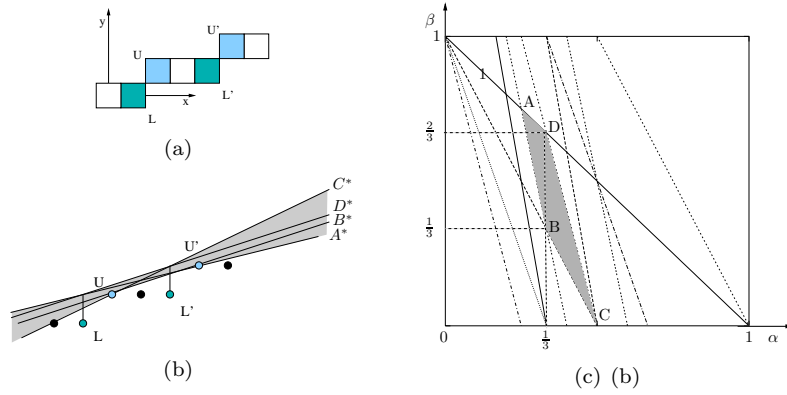 y
U'
U
x
L'
L
(a)
C*
D*
B*
A*
U'
U
L'
L
(b)
β
1
1
A
2/3
D
1/3
B
C
0
1/3
1
α
(c) (b)